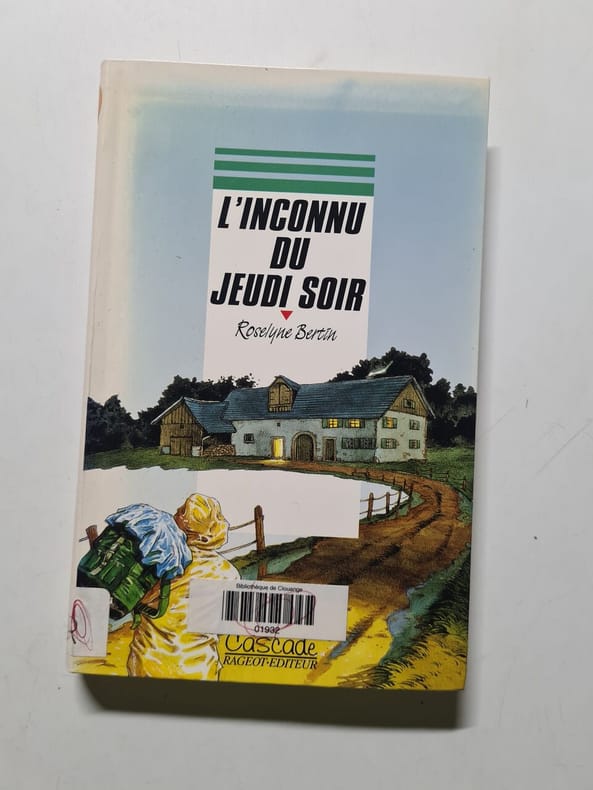 L'INCONNU
DU
JEUDI SOIR
Roselyne Bertin
Bibliothèque de Clouange
01932
Cascade
RAGEOT·EDITEUR